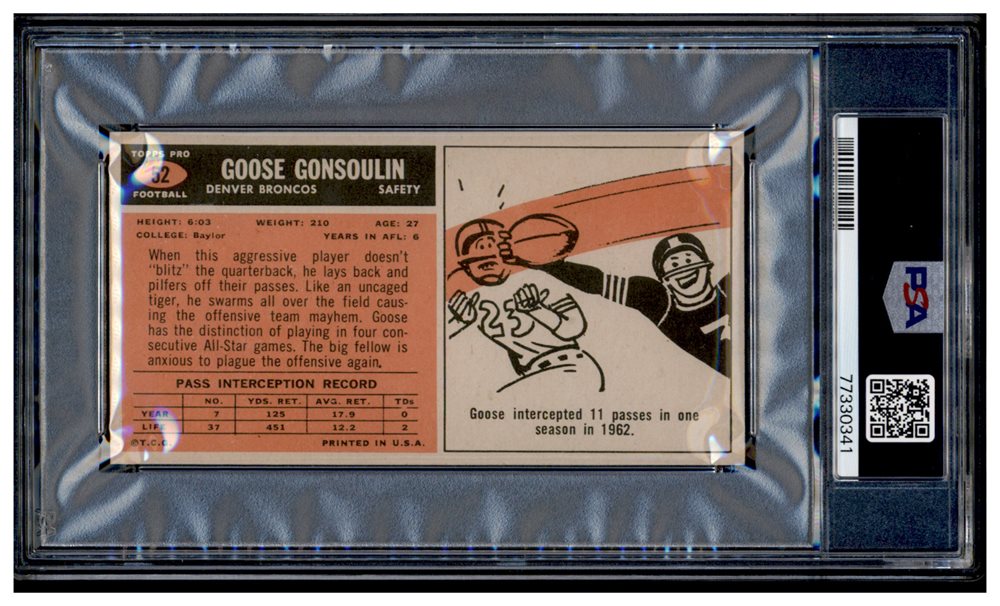 TOPPS PRO
52
FOOTBALL
GOOSE GONSOULIN
DENVER BRONCOS SAFETY
HEIGHT: 6:03 WEIGHT: 210 AGE: 27
COLLEGE: Baylor YEARS IN AFL: 6
When this aggressive player doesn't
"blitz" the quarterback, he lays back and
pilfers off their passes. Like an uncaged
tiger, he swarms all over the field caus-
ing the offensive team mayhem. Goose
has the distinction of playing in four con-
secutive All-Star games. The big fellow is
anxious to plague the offensive again.
PASS INTERCEPTION RECORD
NO. YDS. RET. AVG. RET. TDs
YEAR 7 125 17.9 0
LIFE 37 451 12.2 2
©T.C.G. PRINTED IN U.S.A.
23
7
Goose intercepted 11 passes in one
season in 1962.
PSA
77330341